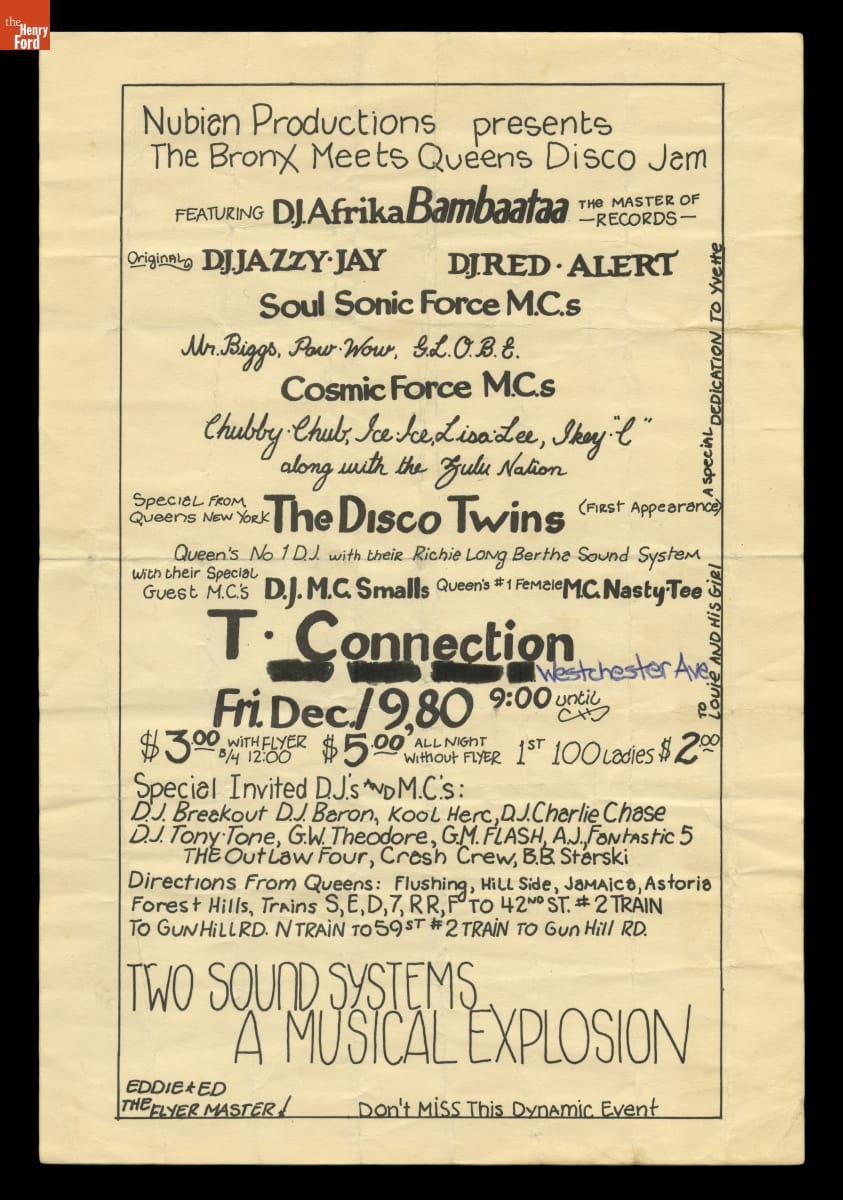 the Henry Ford
Nubian Productions presents
The Bronx Meets Queens Disco Jam
FEATURING D.J. Afrika Bambaataa THE MASTER OF —RECORDS—
Original D.J. JAZZY·JAY D.J. RED·ALERT
Soul Sonic Force M.C.s
Mr. Biggs, Pow·Wow, G.L.O.B.E.
Cosmic Force M.C.s
Chubby·Chub, Ice·Ice, Lisa·Lee, Ikey "C"
along with the Zulu Nation
Special FROM Queens New York The Disco Twins (First Appearance)
Queen's No 1 D.J. with their Richie Long Bertha Sound System
with their Special Guest M.C.'s D.J. M.C. Smalls Queen's #1 Female M.C. Nasty·Tee
T·Connection
Westchester Ave
Fri. Dec. 19, 80 9:00 until
$3.00 WITH FLYER B/4 12:00 $5.00 ALL NIGHT Without FLYER 1ST 100 Ladies $2.00
Special Invited D.J.'s AND M.C.'s:
D.J. Breakout D.J. Baron, Kool Herc, D.J. Charlie Chase
D.J. Tony·Tone, G.W. Theodore, G.M. FLASH, A.J., Fantastic 5
THE OutLaw Four, Crash Crew, B.B. Starski
Directions From Queens: Flushing, Hill Side, Jamaica, Astoria
Forest Hills, Trains S, E, D, 7, RR, F TO 42ND ST. #2 TRAIN
TO GUN HILL RD. N TRAIN TO 59ST #2 TRAIN TO Gun Hill RD.
TWO SOUND SYSTEMS
A MUSICAL EXPLOSION
EDDIE & ED
THE FLYER MASTER!
Don't Miss This Dynamic Event
A Special DEDICATION TO Yvette
TO Louie AND HIS GIRL